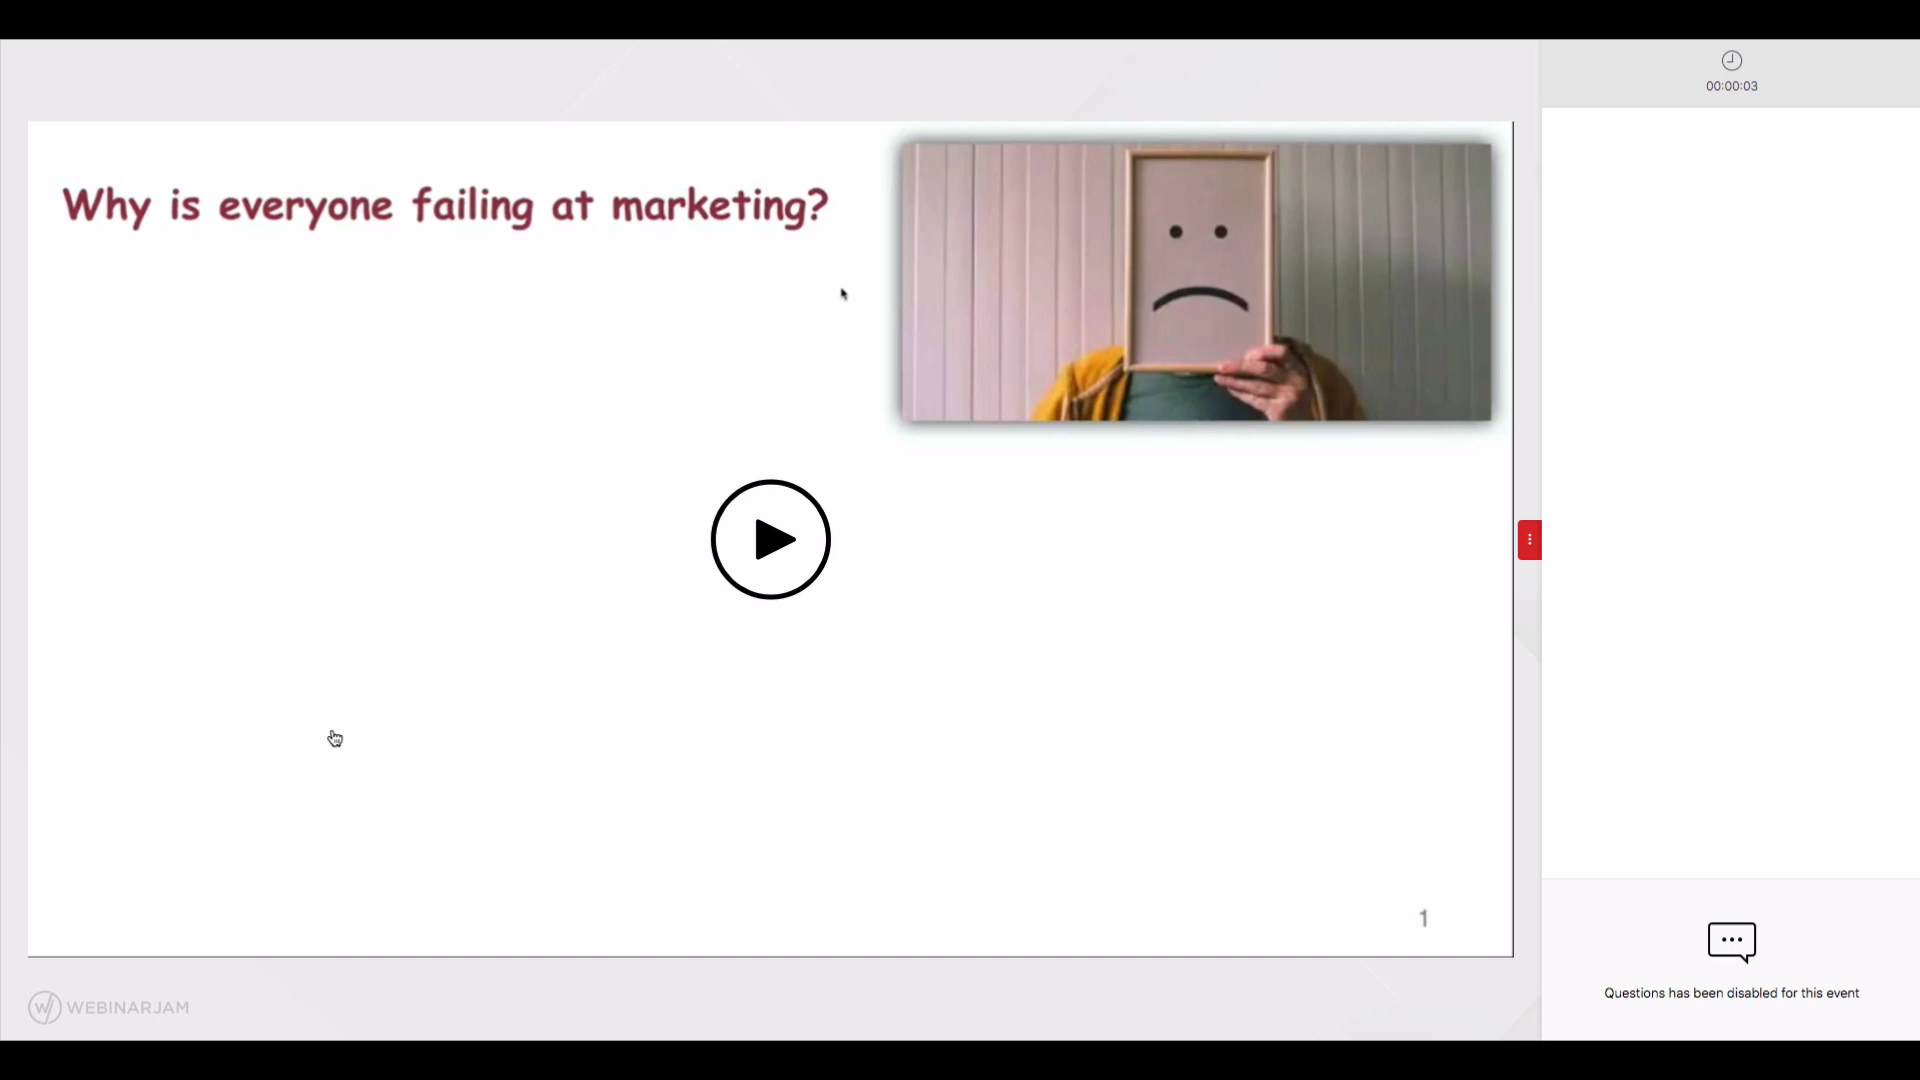 00:00:03
Why is everyone failing at marketing?
1
WEBINARJAM
Questions has been disabled for this event